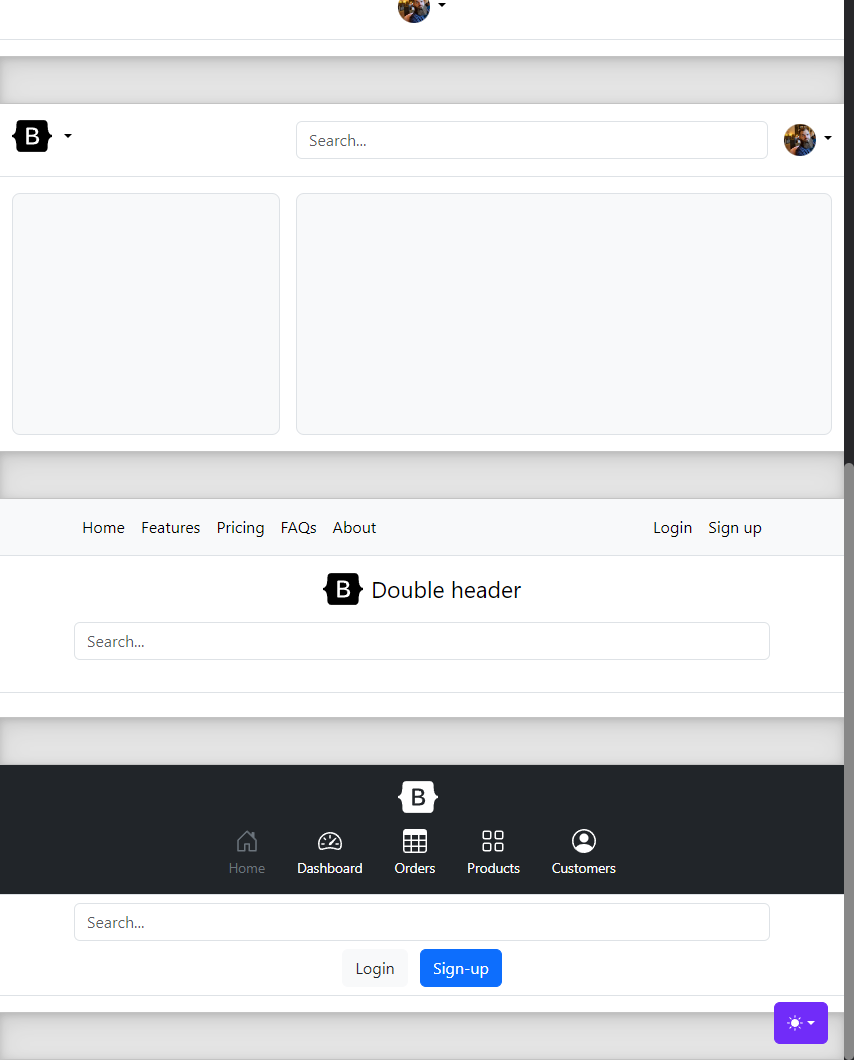 B
Search...
Home Features Pricing FAQs About Login Sign up
B Double header
Search...
B
Home Dashboard Orders Products Customers
Search...
Login Sign-up